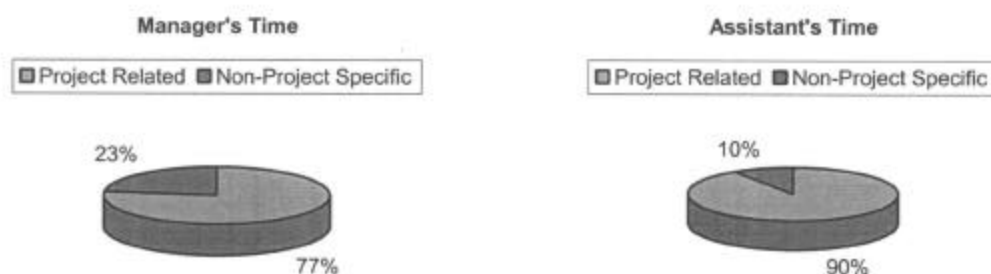 Manager's Time
Project Related Non-Project Specific
23%
77%
Assistant's Time
Project Related Non-Project Specific
10%
90%